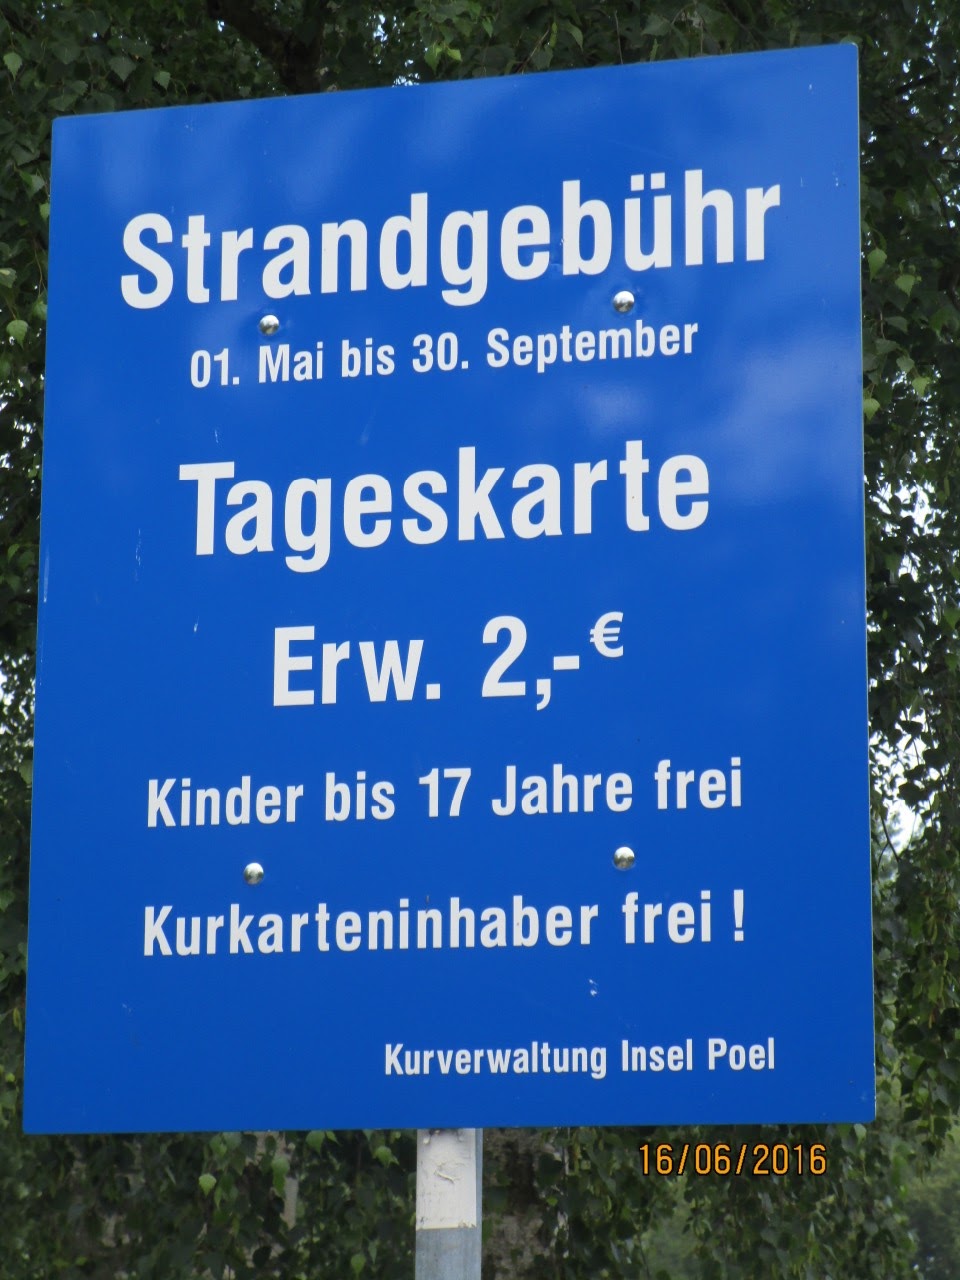 Strandgebühr
01. Mai bis 30. September
Tageskarte
Erw. 2,-€
Kinder bis 17 Jahre frei
Kurkarteninhaber frei !
Kurverwaltung Insel Poel
16/06/2016